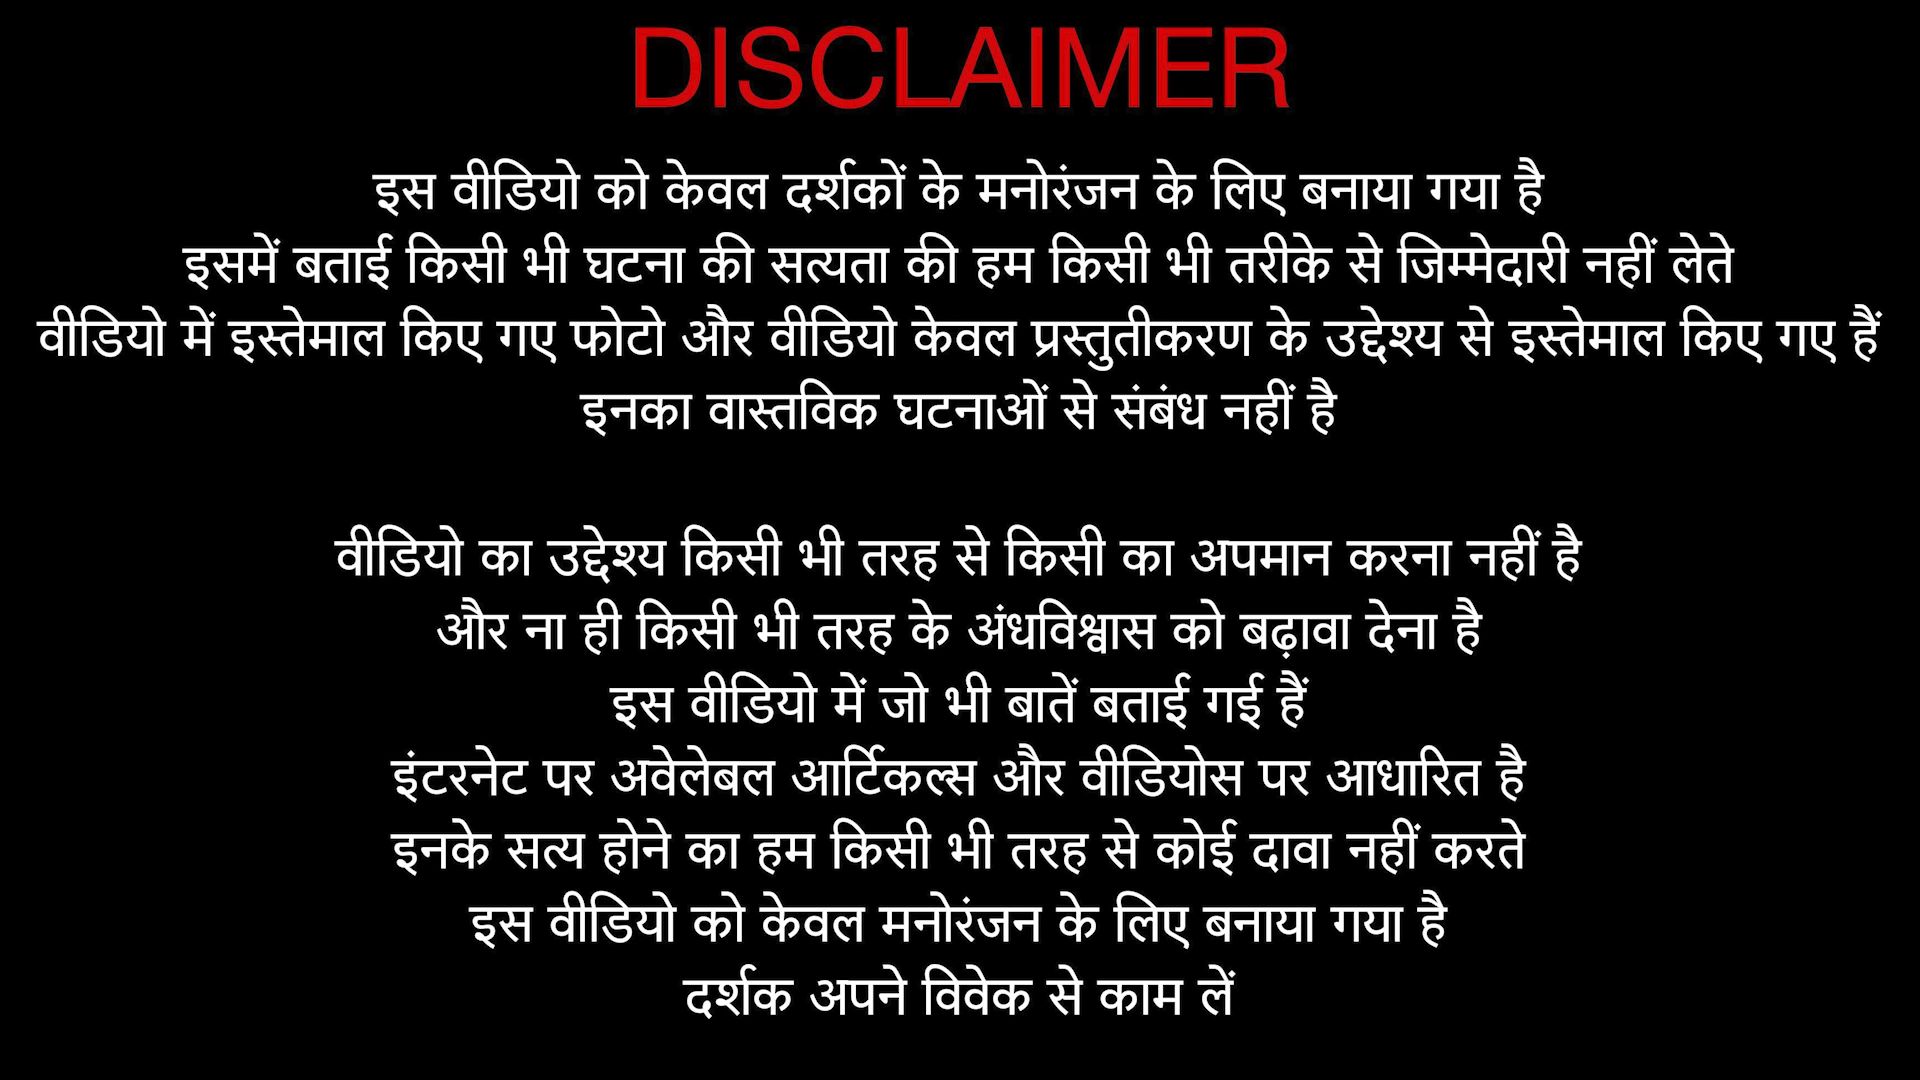 DISCLAIMER
इस वीडियो को केवल दर्शकों के मनोरंजन के लिए बनाया गया है
इसमें बताई किसी भी घटना की सत्यता की हम किसी भी तरीके से जिम्मेदारी नहीं लेते
वीडियो में इस्तेमाल किए गए फोटो और वीडियो केवल प्रस्तुतीकरण के उद्देश्य से इस्तेमाल किए गए हैं
इनका वास्तविक घटनाओं से संबंध नहीं है
वीडियो का उद्देश्य किसी भी तरह से किसी का अपमान करना नहीं है
और ना ही किसी भी तरह के अंधविश्वास को बढ़ावा देना है
इस वीडियो में जो भी बातें बताई गई हैं
इंटरनेट पर अवेलेबल आर्टिकल्स और वीडियोस पर आधारित है
इनके सत्य होने का हम किसी भी तरह से कोई दावा नहीं करते
इस वीडियो को केवल मनोरंजन के लिए बनाया गया है
दर्शक अपने विवेक से काम लें